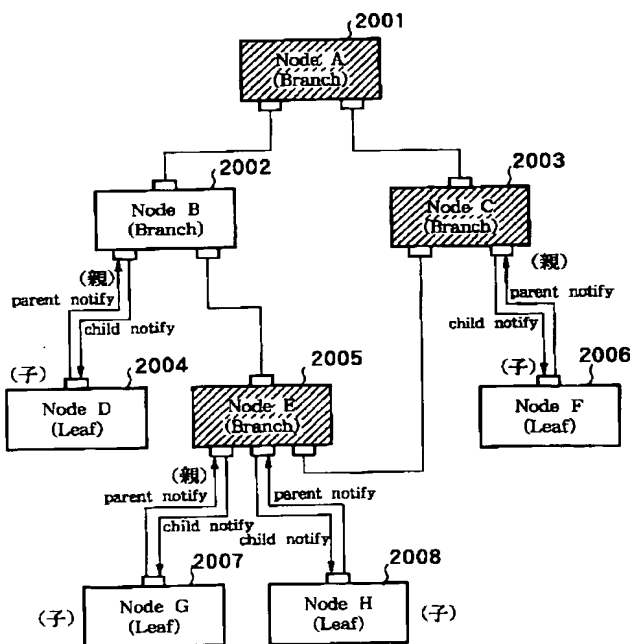 2001
Node A
(Branch)
2002
2003
Node B
(Branch)
Node C
(Branch)
(親)
(親)
parent notify
parent notify
child notify
child notify
(子)
2004
2005
(子)
2006
Node D
(Leaf)
Node E
(Branch)
Node F
(Leaf)
(親)
parent notify
parent notify
child notify
child notify
2007
2008
(子)
Node G
(Leaf)
Node H
(Leaf)
(子)